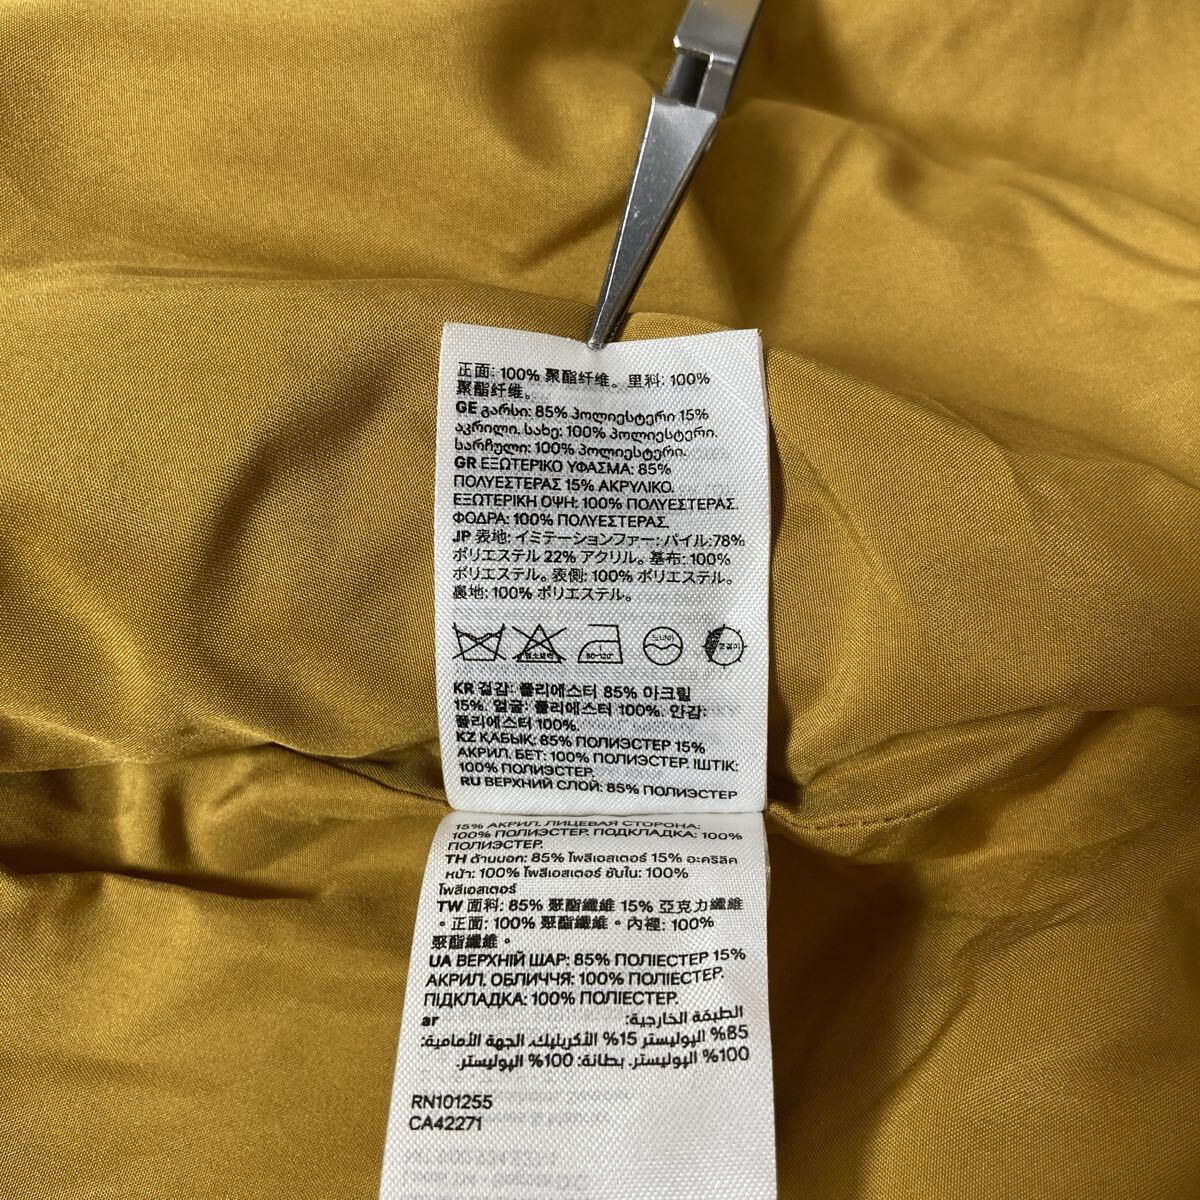 正面: 100% 聚酯纤维。里料: 100%
聚酯纤维。
GE გარსი: 85% პოლიესტერი 15%
აკრილი. სახე: 100% პოლიესტერი.
სარჩული: 100% პოლიესტერი.
GR ΕΞΩΤΕΡΙΚΟ ΥΦΑΣΜΑ: 85%
ΠΟΛΥΕΣΤΕΡΑΣ 15% ΑΚΡΥΛΙΚΟ.
ΕΞΩΤΕΡΙΚΗ ΟΨΗ: 100% ΠΟΛΥΕΣΤΕΡΑΣ.
ΦΟΔΡΑ: 100% ΠΟΛΥΕΣΤΕΡΑΣ.
JP 表地: イミテーションファー: パイル:78%
ポリエステル 22% アクリル。基布: 100%
ポリエステル。表側: 100% ポリエステル。
裏地: 100% ポリエステル。
염소표백 80-120° 드라이 옷걸이
KR 겉감: 폴리에스터 85% 아크릴
15%. 얼굴: 폴리에스터 100%. 안감:
폴리에스터 100%.
KZ ҚАБЫҚ: 85% ПОЛИЭСТЕР 15%
АКРИЛ. БЕТ: 100% ПОЛИЭСТЕР. ІШТІК:
100% ПОЛИЭСТЕР.
RU ВЕРХНИЙ СЛОЙ: 85% ПОЛИЭСТЕР
15% АКРИЛ. ЛИЦЕВАЯ СТОРОНА:
100% ПОЛИЭСТЕР. ПОДКЛАДКА: 100%
ПОЛИЭСТЕР.
TH ด้านนอก: 85% โพลีเอสเตอร์ 15% อะคริลิค
หน้า: 100% โพลีเอสเตอร์ ซับใน: 100%
โพลีเอสเตอร์
TW 面料: 85% 聚酯纖維 15% 亞克力纖維
。正面: 100% 聚酯纖維。內裡: 100%
聚酯纖維。
UA ВЕРХНІЙ ШАР: 85% ПОЛІЕСТЕР 15%
АКРИЛ. ОБЛИЧЧЯ: 100% ПОЛІЕСТЕР.
ПІДКЛАДКА: 100% ПОЛІЕСТЕР.
ar الطبقة الخارجية:
85% البوليستر 15% الأكريليك. الجهة الأمامية:
100% البوليستر. بطانة: 100% البوليستر.
RN101255
CA42271